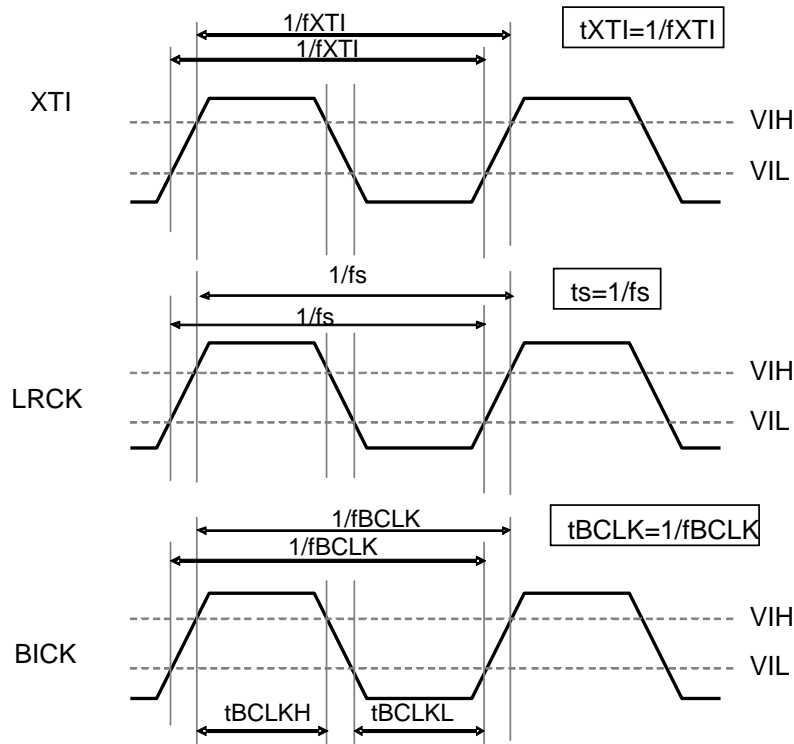 1/fXTI
tXTI=1/fXTI
1/fXTI
XTI
VIH
VIL
1/fs
ts=1/fs
1/fs
VIH
LRCK
VIL
1/fBCLK
tBCLK=1/fBCLK
1/fBCLK
VIH
BICK
VIL
tBCLKH
tBCLKL